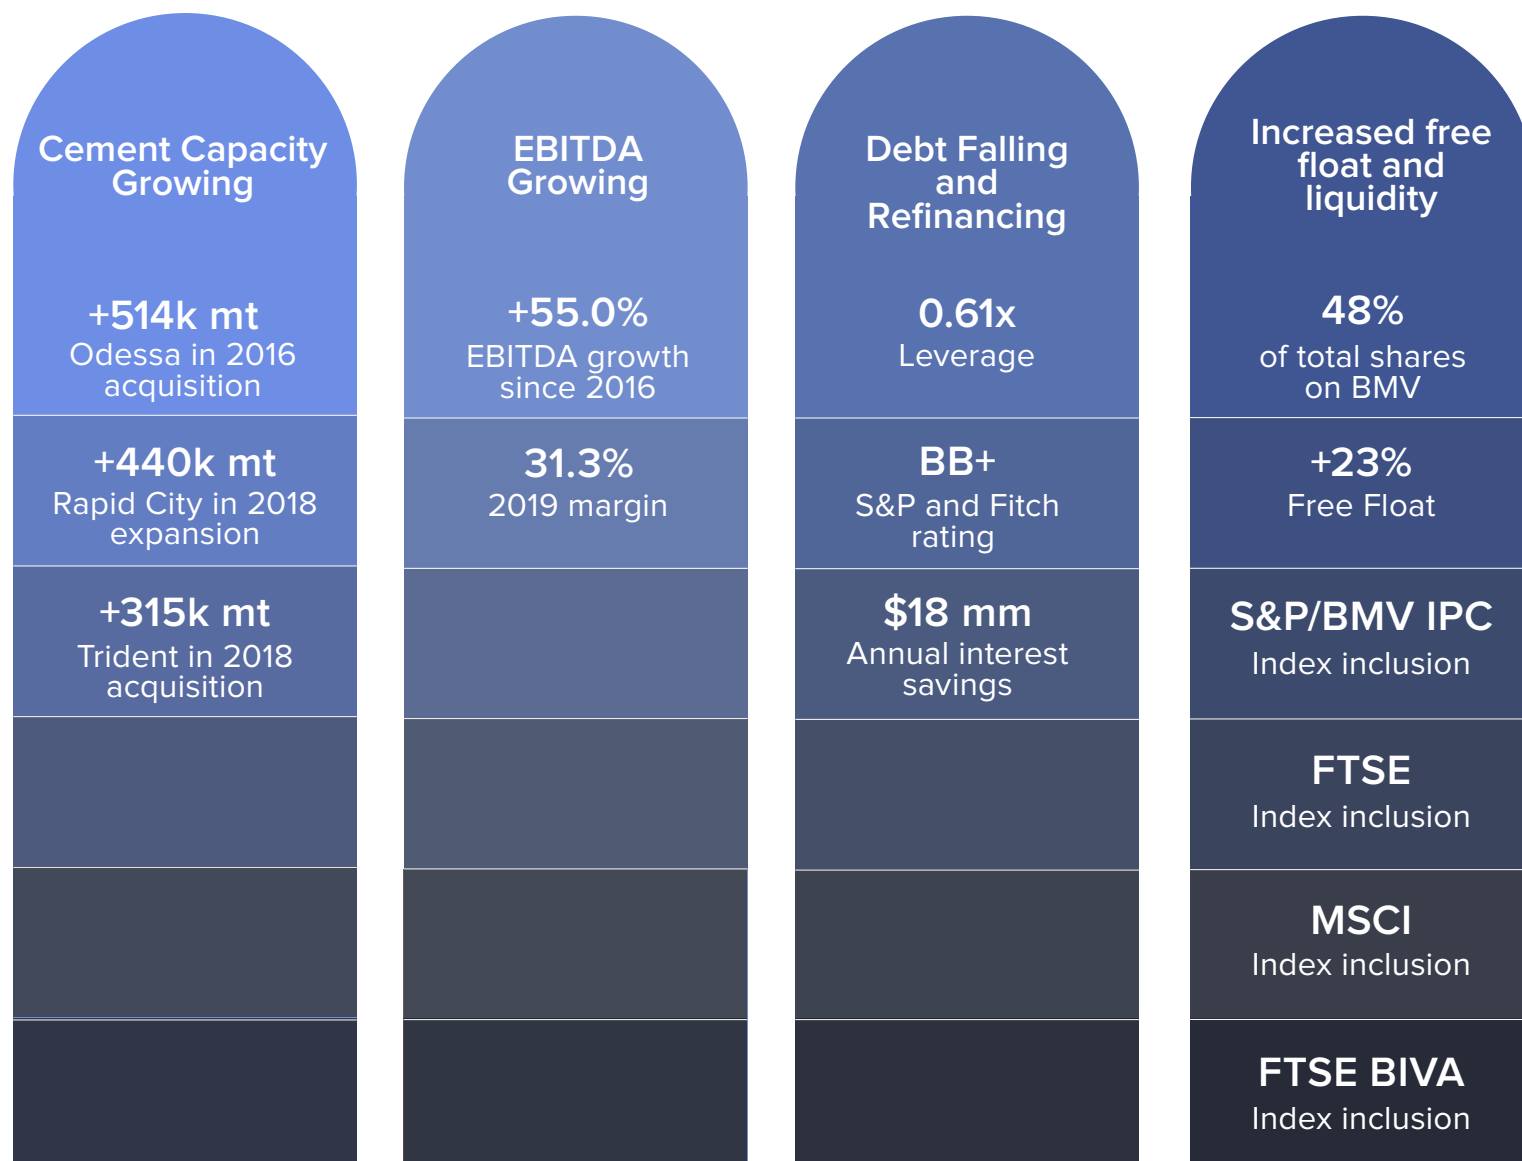 Cement Capacity
Growing
+514k mt
Odessa in 2016
acquisition
+440k mt
Rapid City in 2018
expansion
+315k mt
Trident in 2018
acquisition
EBITDA
Growing
+55.0%
EBITDA growth
since 2016
31.3%
2019 margin
Debt Falling
and
Refinancing
0.61x
Leverage
BB+
S&P and Fitch
rating
$18 mm
Annual interest
savings
Increased free
float and
liquidity
48%
of total shares
on BMV
+23%
Free Float
S&P/BMV IPC
Index inclusion
FTSE
Index inclusion
MSCI
Index inclusion
FTSE BIVA
Index inclusion